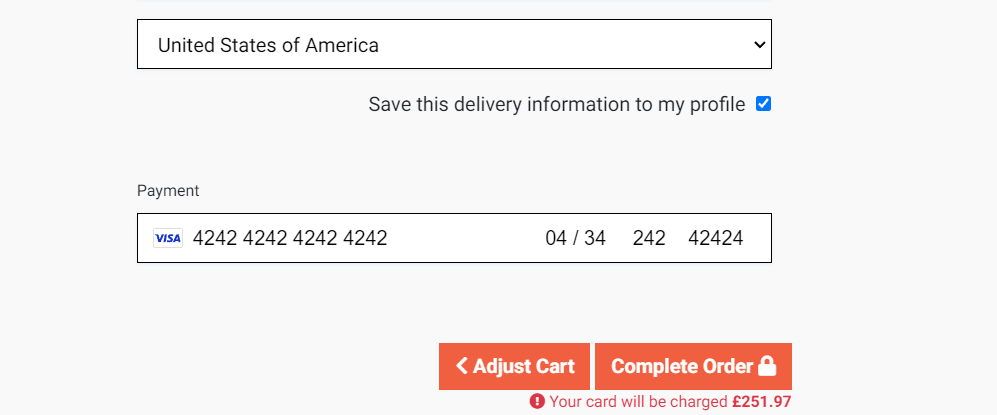 United States of America
Save this delivery information to my profile
Payment
VISA 4242 4242 4242 4242 04 / 34 242 42424
Adjust Cart Complete Order
Your card will be charged £251.97